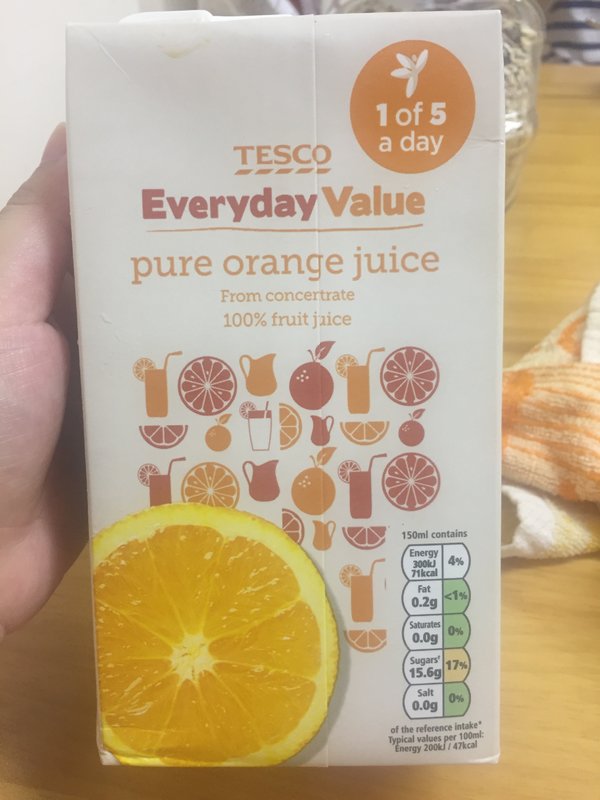 1 of 5
a day
TESCO
Everyday Value
pure orange juice
From concentrate
100% fruit juice
150ml contains
Energy
300kJ
71kcal
4%
Fat
0.2g
<1%
Saturates
0.0g
0%
Sugars'
15.6g
17%
Salt
0.0g
0%
of the reference intake*
Typical values per 100ml:
Energy 200kJ / 47kcal